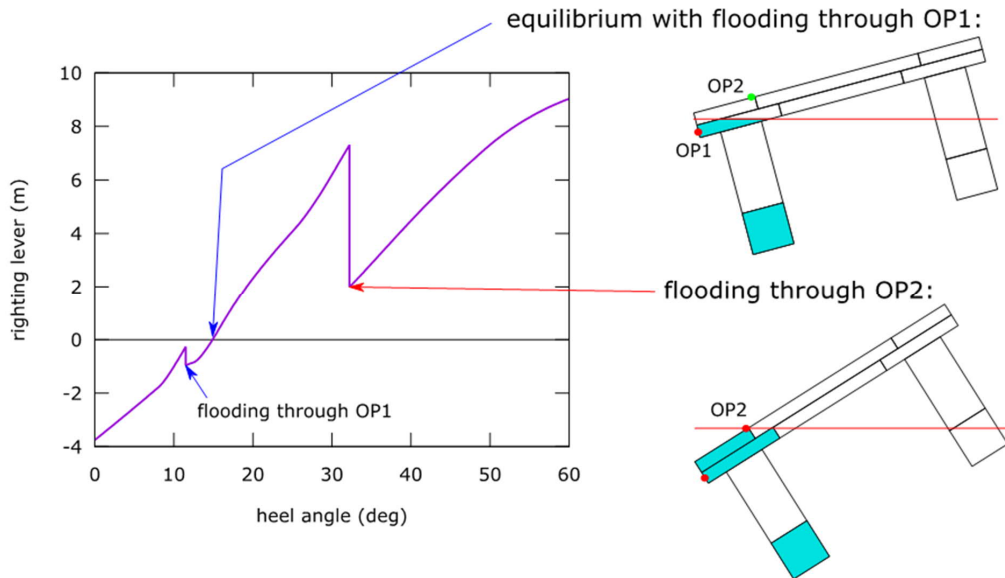 equilibrium with flooding through OP1:
OP2
OP1
righting lever (m)
10
8
6
4
2
0
-2
-4
flooding through OP1
0
10
20
30
40
50
60
heel angle (deg)
flooding through OP2:
OP2